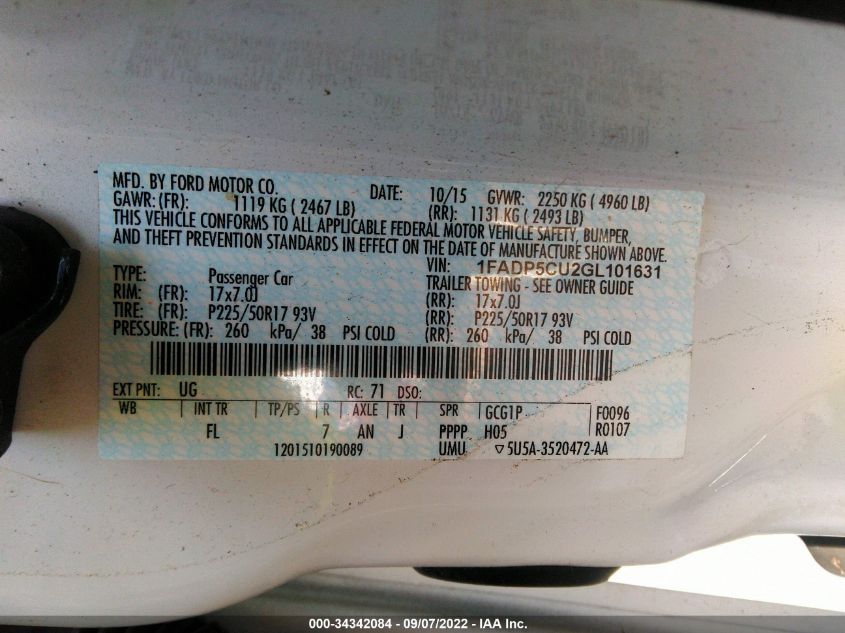 MFD. BY FORD MOTOR CO. DATE: 10/15 GVWR: 2250 KG ( 4960 LB)
GAWR: (FR): 1119 KG ( 2467 LB) (RR): 1131 KG ( 2493 LB)
THIS VEHICLE CONFORMS TO ALL APPLICABLE FEDERAL MOTOR VEHICLE SAFETY, BUMPER,
AND THEFT PREVENTION STANDARDS IN EFFECT ON THE DATE OF MANUFACTURE SHOWN ABOVE.
VIN: 1FADP5CU2GL101631
TYPE: Passenger Car TRAILER TOWING - SEE OWNER GUIDE
RIM: (FR): 17x7.0J (RR): 17x7.0J
TIRE: (FR): P225/50R17 93V (RR): P225/50R17 93V
PRESSURE: (FR): 260 kPa/ 38 PSI COLD (RR): 260 kPa/ 38 PSI COLD
EXT PNT: UG RC: 71 DSO:
WB INT TR TP/PS R AXLE TR SPR GCG1P F0096
FL 7 AN J PPPP H05 R0107
1201510190089 UMU ▽5U5A-3520472-AA
000-34342084 - 09/07/2022 - IAA Inc.